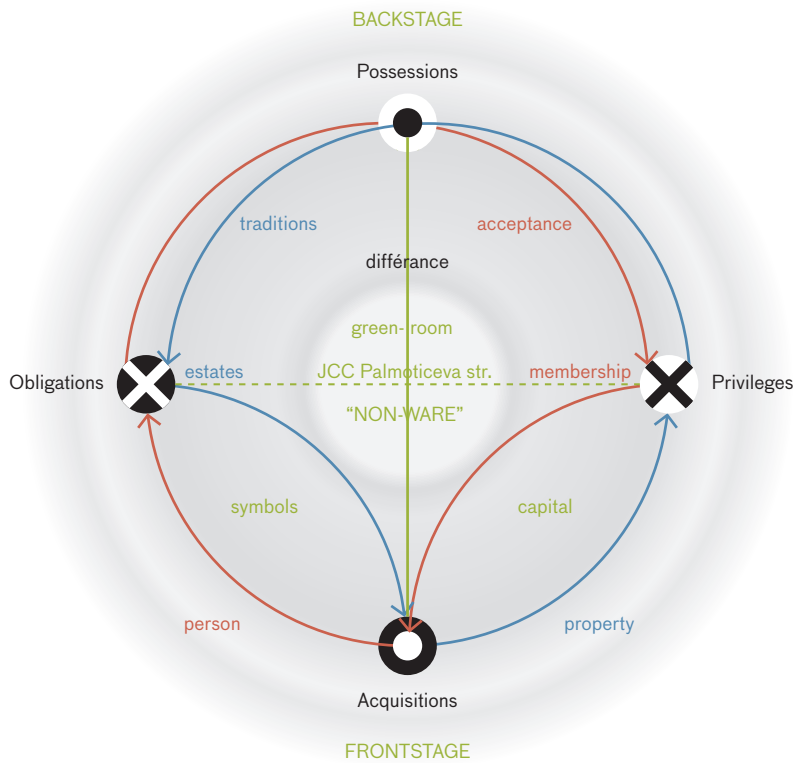 BACKSTAGE
Possessions
traditions
acceptance
différance
green-room
Obligations
estates
JCC Palmoticeva str.
membership
Privileges
“NON-WARE”
symbols
capital
person
property
Acquisitions
FRONTSTAGE